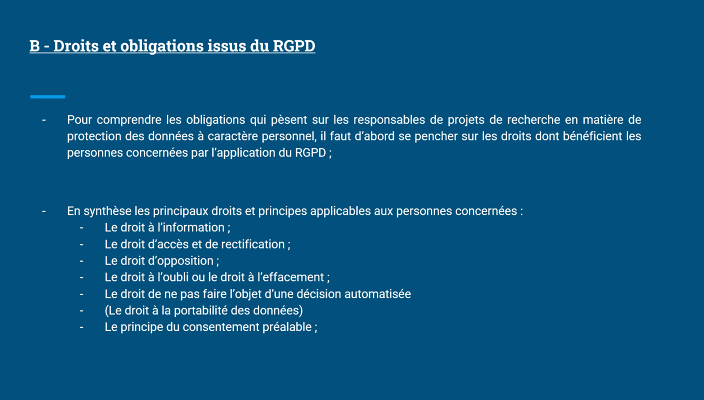 B - Droits et obligations issus du RGPD
- Pour comprendre les obligations qui pèsent sur les responsables de projets de recherche en matière de
protection des données à caractère personnel, il faut d'abord se pencher sur les droits dont bénéficient les
personnes concernées par l'application du RGPD ;
- En synthèse les principaux droits et principes applicables aux personnes concernées :
- Le droit à l'information ;
- Le droit d'accès et de rectification ;
- Le droit d'opposition ;
- Le droit à l'oubli ou le droit à l'effacement ;
- Le droit de ne pas faire l'objet d'une décision automatisée
- (Le droit à la portabilité des données)
- Le principe du consentement préalable ;